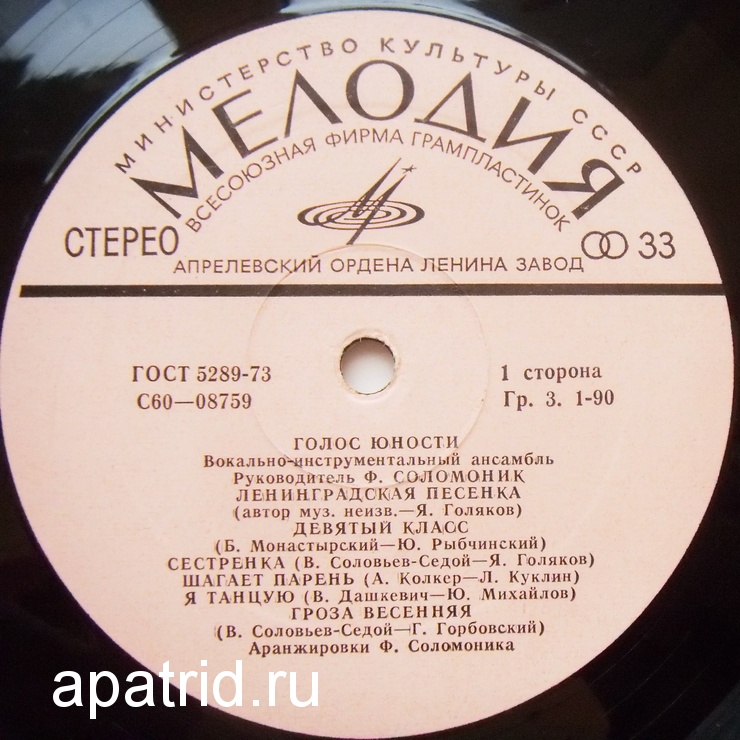 МИНИСТЕРСТВО КУЛЬТУРЫ СССР
МЕЛОДИЯ
ВСЕСОЮЗНАЯ ФИРМА ГРАМПЛАСТИНОК
СТЕРЕО
33
АПРЕЛЕВСКИЙ ОРДЕНА ЛЕНИНА ЗАВОД
ГОСТ 5289-73
1 сторона
С60—08759
Гр. 3. 1-90
ГОЛОС ЮНОСТИ
Вокально-инструментальный ансамбль
Руководитель Ф. СОЛОМОНИК
ЛЕНИНГРАДСКАЯ ПЕСЕНКА
(автор муз. неизв.—Я. Голяков)
ДЕВЯТЫЙ КЛАСС
(Б. Монастырский—Ю. Рыбчинский)
СЕСТРЕНКА (В. Соловьев-Седой—Я. Голяков)
ШАГАЕТ ПАРЕНЬ (А. Колкер—Л. Куклин)
Я ТАНЦУЮ (В. Дашкевич—Ю. Михайлов)
ГРОЗА ВЕСЕННЯЯ
(В. Соловьев-Седой—Г. Горбовский)
Аранжировки Ф. Соломоника
apatrid.ru